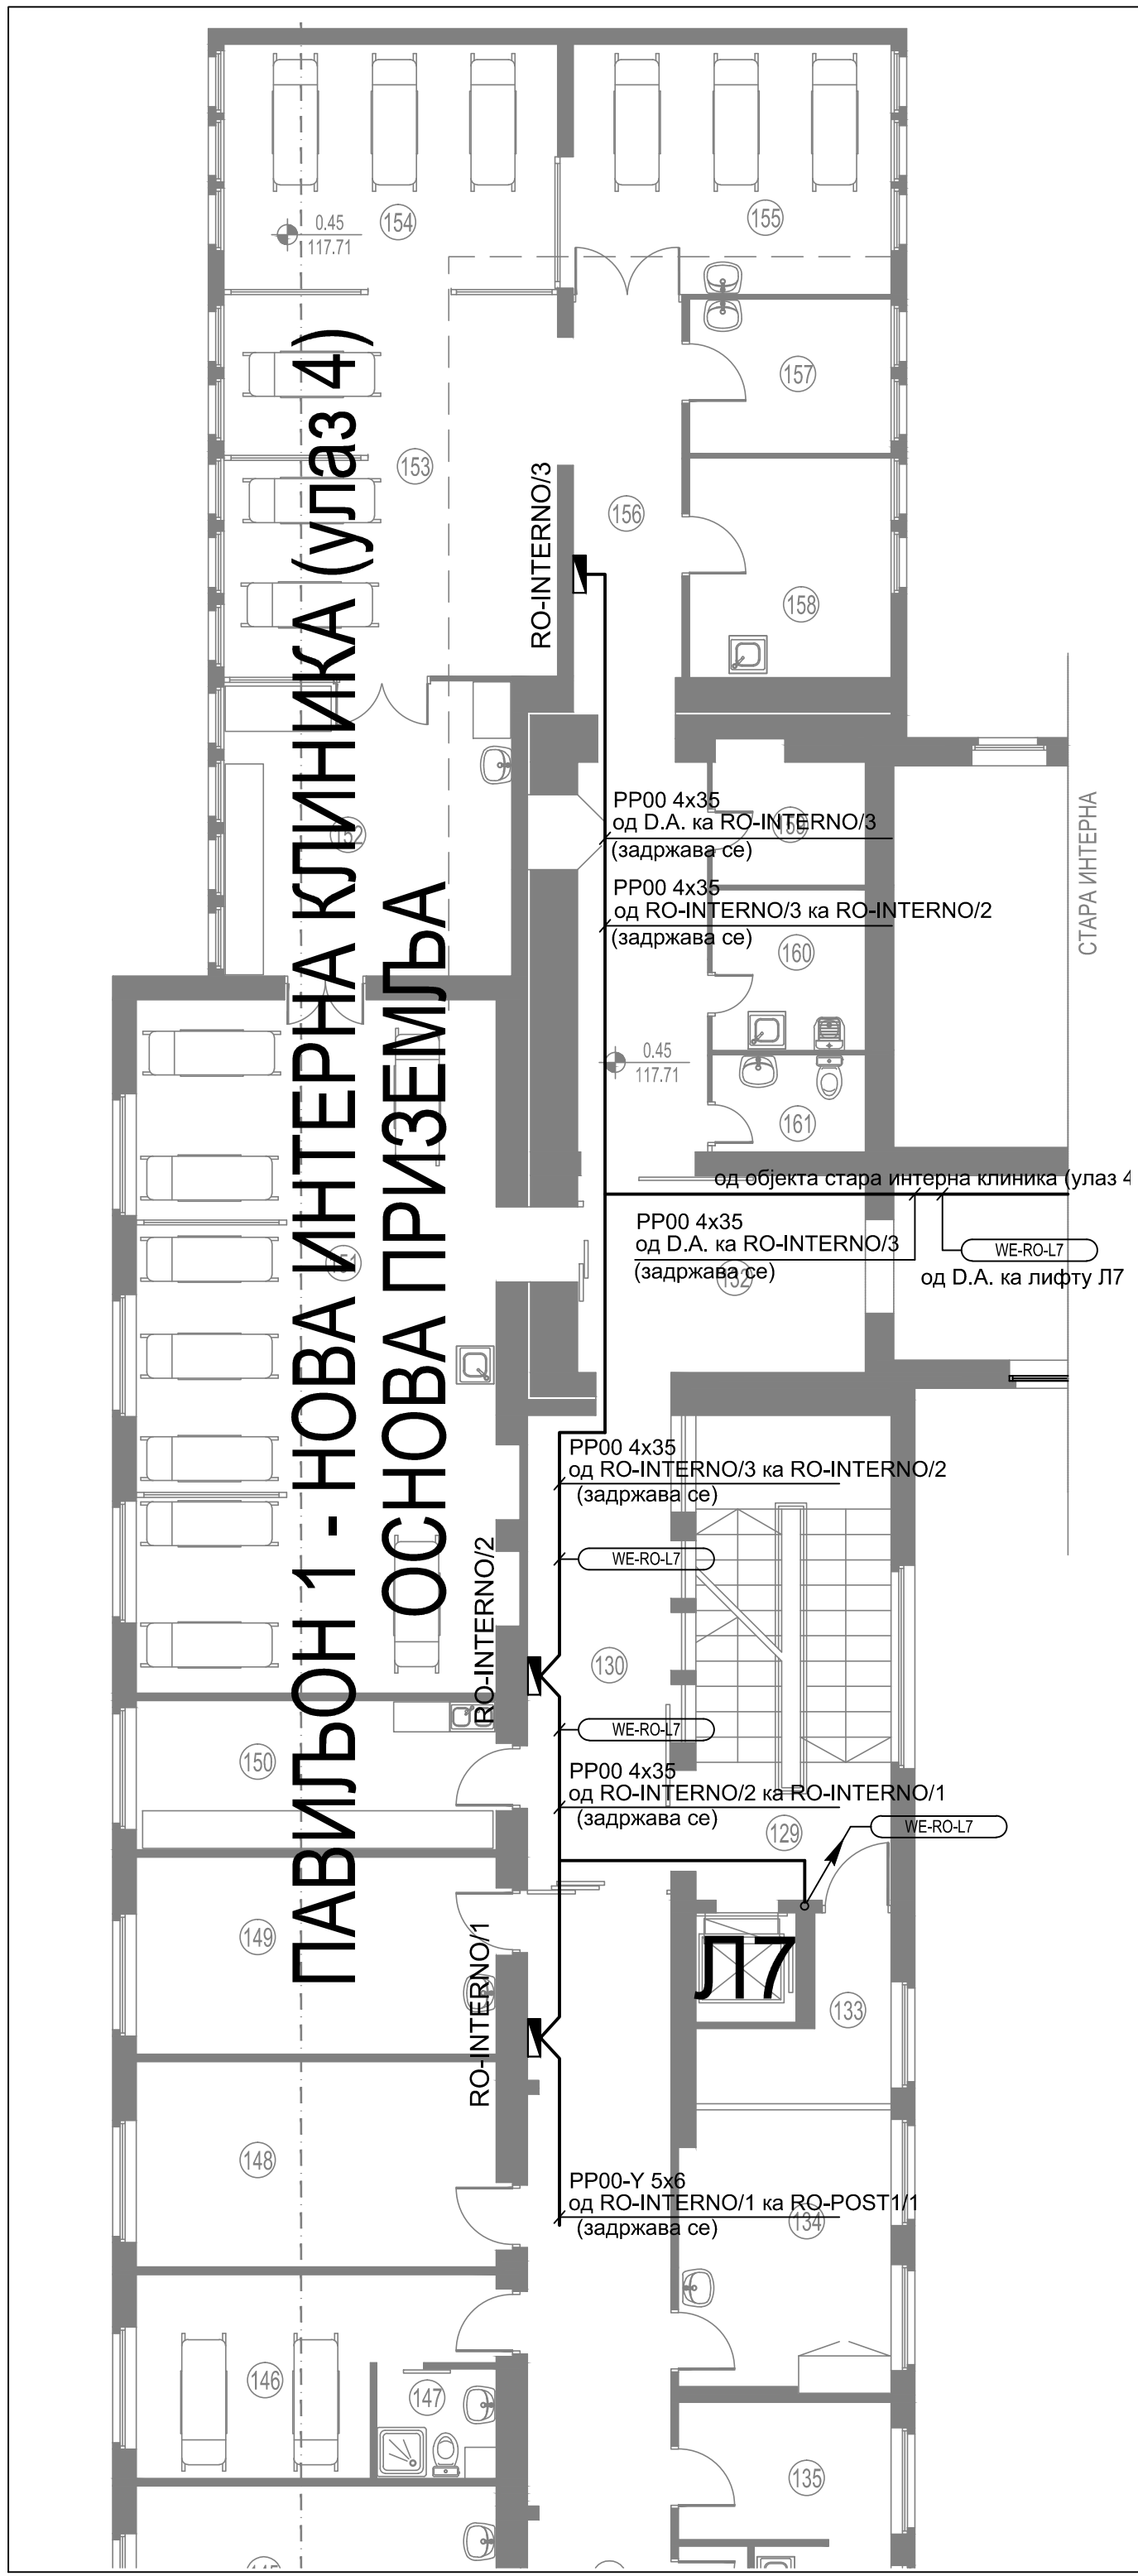 154
0.45
117.71
155
157
153
156
158
RO-INTERNO/3
ПАВИЉОН 1 - НОВА ИНТЕРНА КЛИНИКА (улаз 4)
ОСНОВА ПРИЗЕМЉА
152
PP00 4x35
од D.A. ка RO-INTERNO/3
(задржава се)
159
PP00 4x35
од RO-INTERNO/3 ка RO-INTERNO/2
(задржава се)
160
СТАРА ИНТЕРНА
0.45
117.71
161
од објекта стара интерна клиника (улаз 4
PP00 4x35
од D.A. ка RO-INTERNO/3
(задржава се)
132
WE-RO-L7
од D.A. ка лифту Л7
151
PP00 4x35
од RO-INTERNO/3 ка RO-INTERNO/2
(задржава се)
WE-RO-L7
RO-INTERNO/2
130
WE-RO-L7
150
PP00 4x35
од RO-INTERNO/2 ка RO-INTERNO/1
(задржава се)
129
WE-RO-L7
149
Л7
RO-INTERNO/1
133
148
PP00-Y 5x6
од RO-INTERNO/1 ка RO-POST1/1
(задржава се)
134
146
147
135